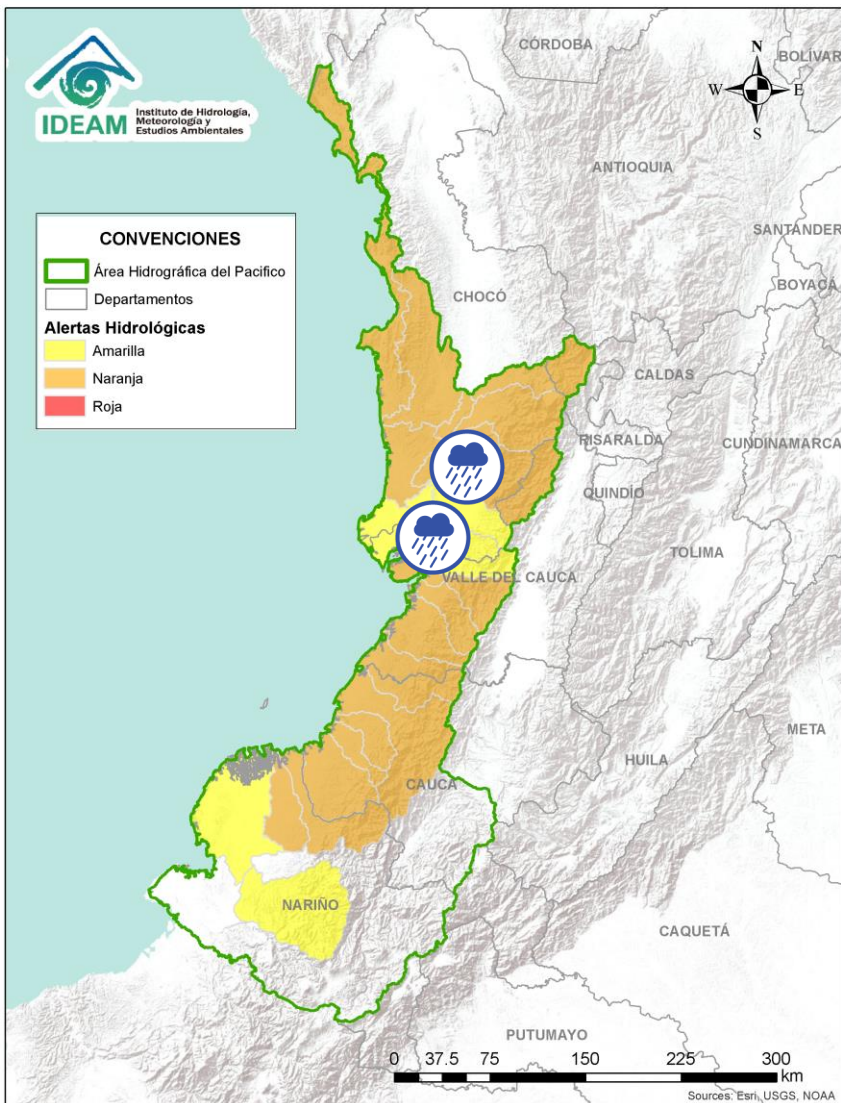 IDEAM
Instituto de Hidrología,
Meteorología y
Estudios Ambientales
CONVENCIONES
Área Hidrográfica del Pacifico
Departamentos
Alertas Hidrológicas
Amarilla
Naranja
Roja
N
W
E
S
CÓRDOBA
BOLÍVAR
ANTIOQUIA
SANTANDER
BOYACÁ
CHOCÓ
CALDAS
RISARALDA
CUNDINAMARCA
QUINDÍO
TOLIMA
VALLE DEL CAUCA
META
HUILA
CAUCA
NARIÑO
CAQUETÁ
PUTUMAYO
0 37.5 75 150 225 300
km
Sources: Esri, USGS, NOAA